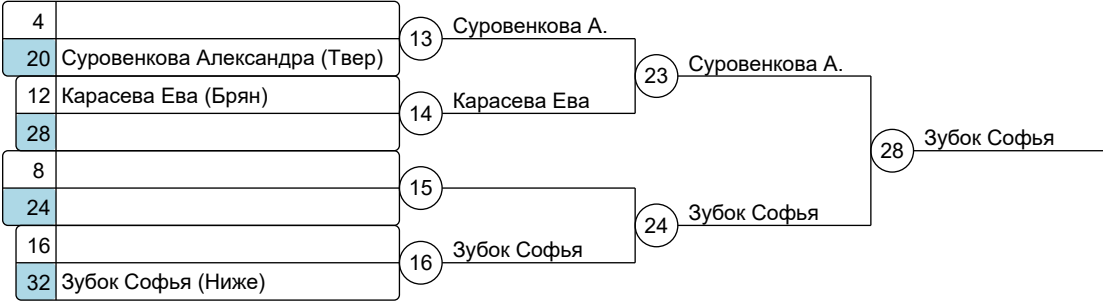 4
20 Суровенкова Александра (Твер)
12 Карасева Ева (Брян)
28
8
24
16
32 Зубок Софья (Ниже)
13 Суровенкова А.
14 Карасева Ева
15
16 Зубок Софья
23 Суровенкова А.
24 Зубок Софья
28 Зубок Софья